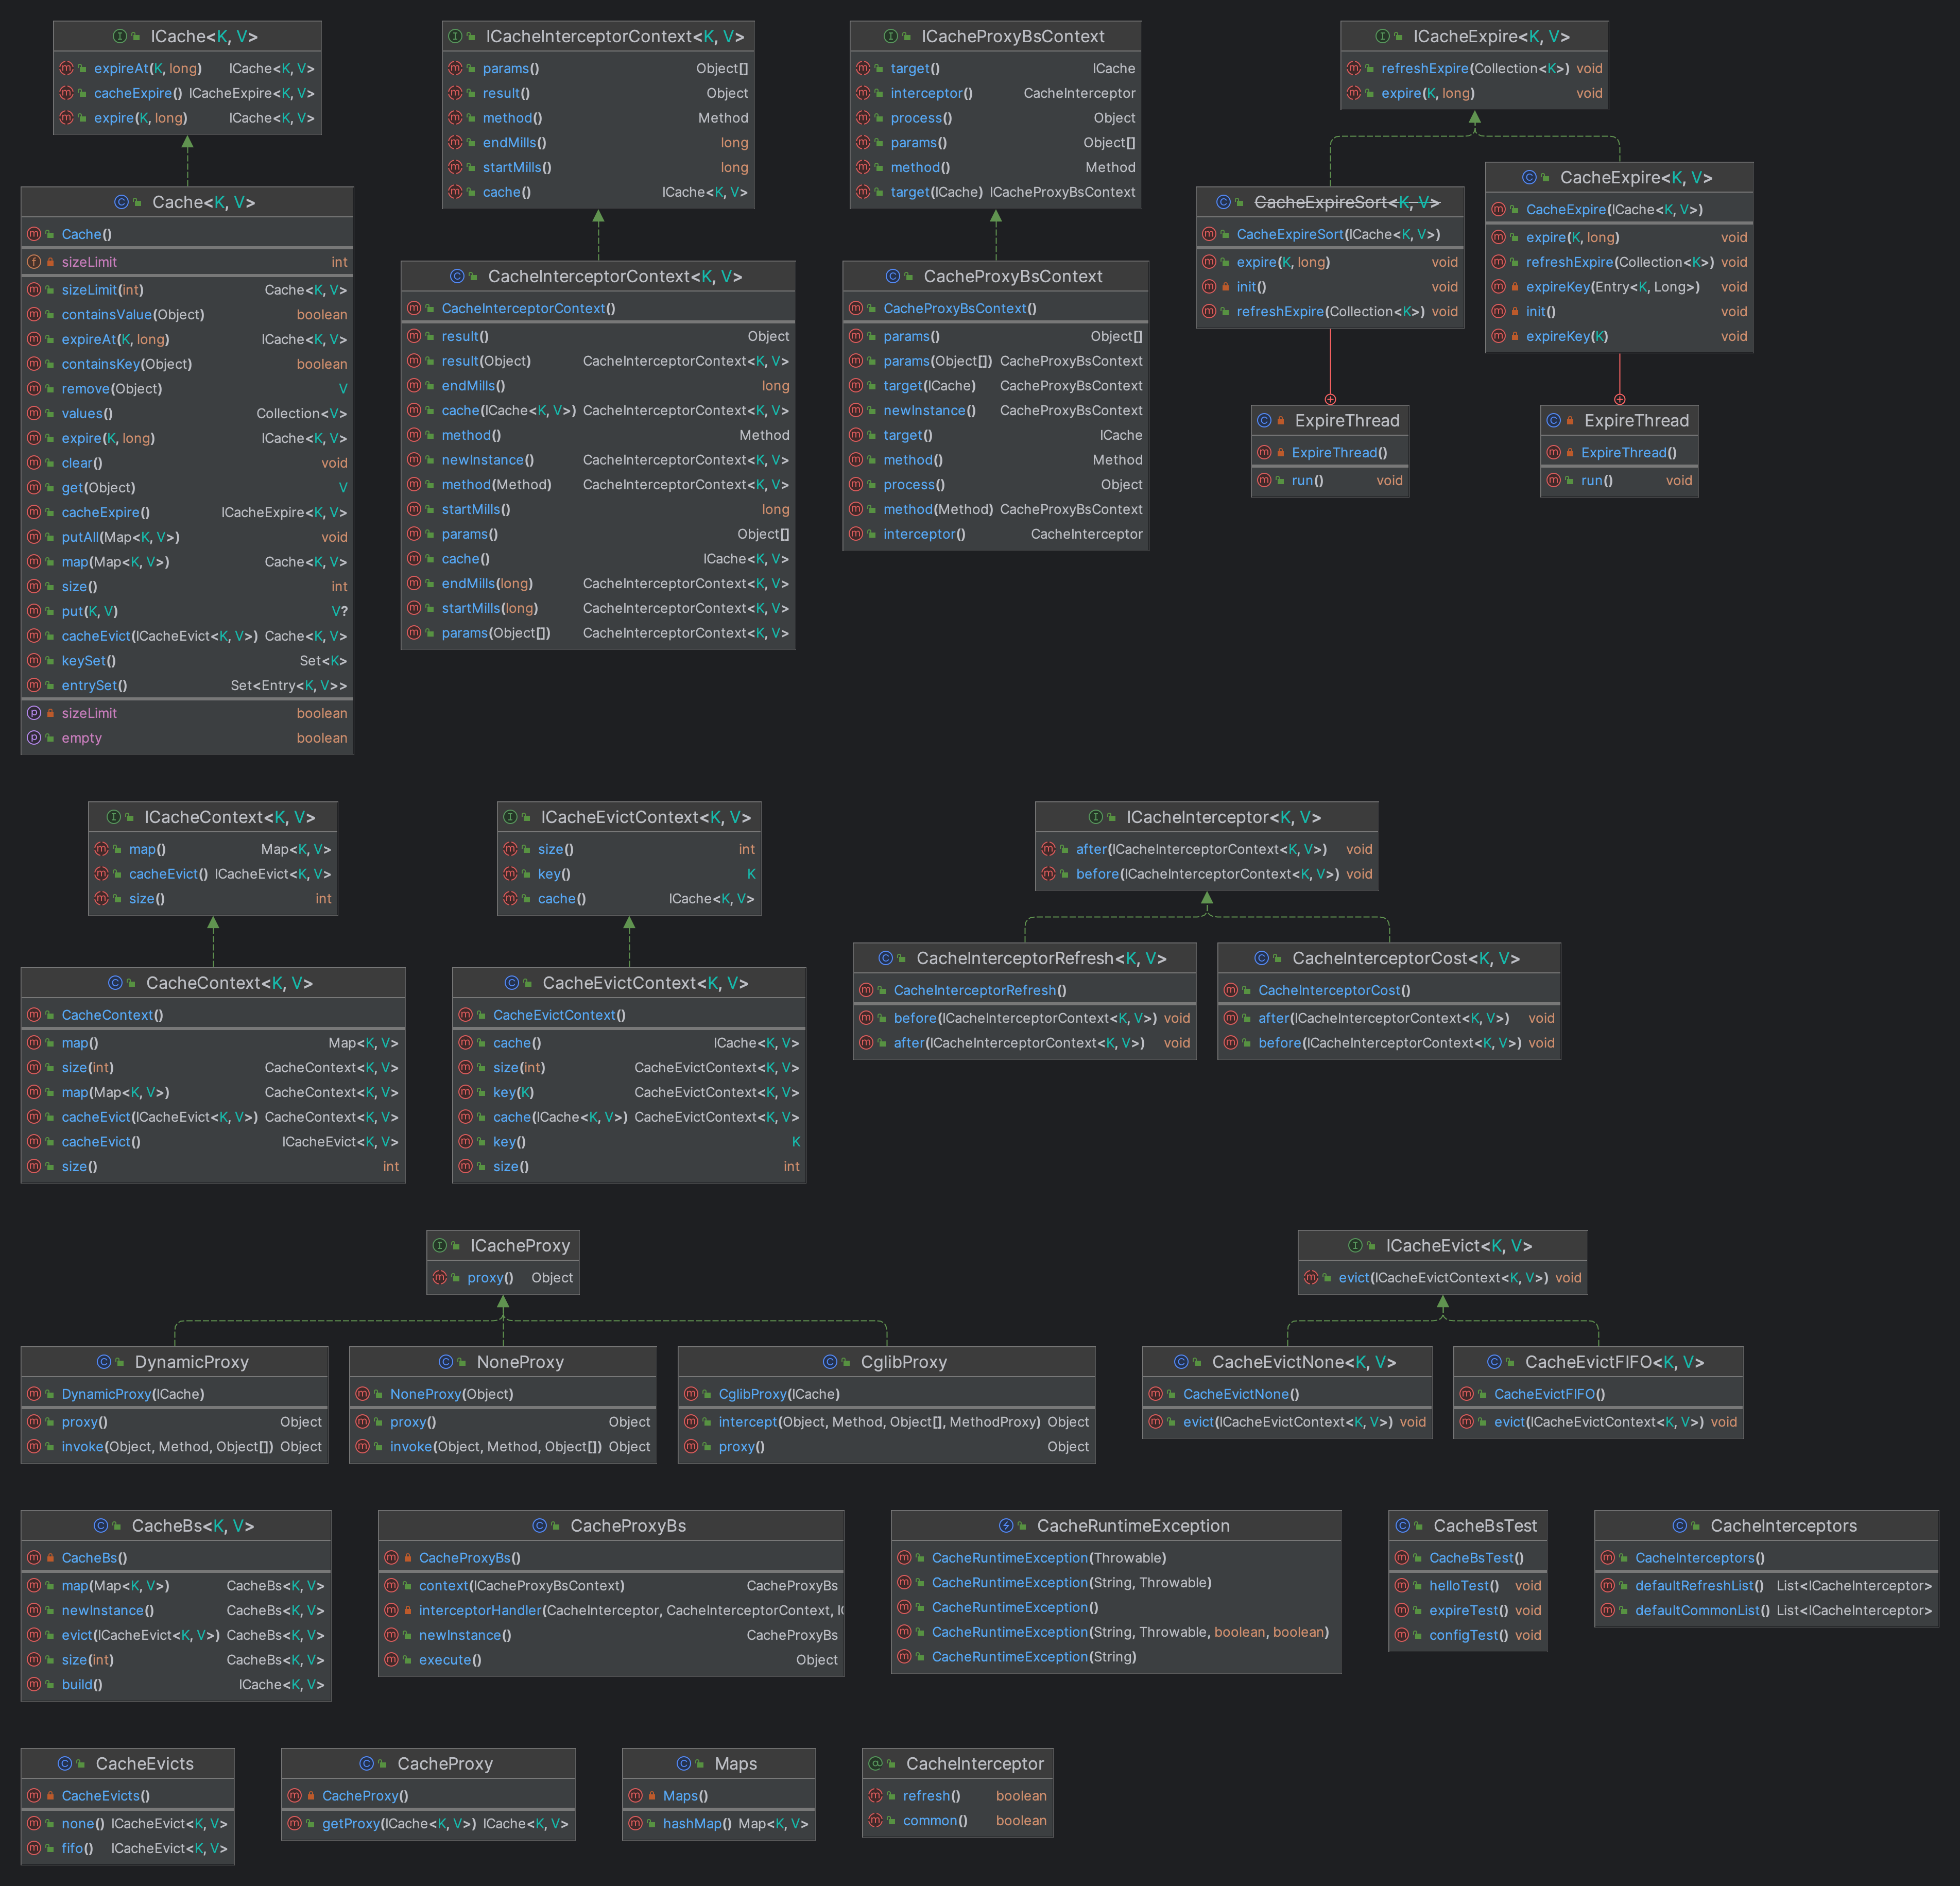 ICache<K, V>
expireAt(K, long) ICache<K, V>
cacheExpire() ICacheExpire<K, V>
expire(K, long) ICache<K, V>
Cache<K, V>
Cache()
sizeLimit int
sizeLimit(int) Cache<K, V>
containsValue(Object) boolean
expireAt(K, long) ICache<K, V>
containsKey(Object) boolean
remove(Object) V
values() Collection<V>
expire(K, long) ICache<K, V>
clear() void
get(Object) V
cacheExpire() ICacheExpire<K, V>
putAll(Map<K, V>) void
map(Map<K, V>) Cache<K, V>
size() int
put(K, V) V?
cacheEvict(ICacheEvict<K, V>) Cache<K, V>
keySet() Set<K>
entrySet() Set<Entry<K, V>>
sizeLimit boolean
empty boolean
ICacheInterceptorContext<K, V>
params() Object[]
result() Object
method() Method
endMills() long
startMills() long
cache() ICache<K, V>
CacheInterceptorContext<K, V>
CacheInterceptorContext()
result() Object
result(Object) CacheInterceptorContext<K, V>
endMills() long
cache(ICache<K, V>) CacheInterceptorContext<K, V>
method() Method
newInstance() CacheInterceptorContext<K, V>
method(Method) CacheInterceptorContext<K, V>
startMills() long
params() Object[]
cache() ICache<K, V>
endMills(long) CacheInterceptorContext<K, V>
startMills(long) CacheInterceptorContext<K, V>
params(Object[]) CacheInterceptorContext<K, V>
ICacheProxyBsContext
target() ICache
interceptor() CacheInterceptor
process() Object
params() Object[]
method() Method
target(ICache) ICacheProxyBsContext
CacheProxyBsContext
CacheProxyBsContext()
params() Object[]
params(Object[]) CacheProxyBsContext
target(ICache) CacheProxyBsContext
newInstance() CacheProxyBsContext
target() ICache
method() Method
process() Object
method(Method) CacheProxyBsContext
interceptor() CacheInterceptor
ICacheExpire<K, V>
refreshExpire(Collection<K>) void
expire(K, long) void
CacheExpireSort<K, V>
CacheExpireSort(ICache<K, V>)
expire(K, long) void
init() void
refreshExpire(Collection<K>) void
CacheExpire<K, V>
CacheExpire(ICache<K, V>)
expire(K, long) void
refreshExpire(Collection<K>) void
expireKey(Entry<K, Long>) void
init() void
expireKey(K) void
ExpireThread
ExpireThread()
run() void
ExpireThread
ExpireThread()
run() void
ICacheContext<K, V>
map() Map<K, V>
cacheEvict() ICacheEvict<K, V>
size() int
CacheContext<K, V>
CacheContext()
map() Map<K, V>
size(int) CacheContext<K, V>
map(Map<K, V>) CacheContext<K, V>
cacheEvict(ICacheEvict<K, V>) CacheContext<K, V>
cacheEvict() ICacheEvict<K, V>
size() int
ICacheEvictContext<K, V>
size() int
key() K
cache() ICache<K, V>
CacheEvictContext<K, V>
CacheEvictContext()
cache() ICache<K, V>
size(int) CacheEvictContext<K, V>
key(K) CacheEvictContext<K, V>
cache(ICache<K, V>) CacheEvictContext<K, V>
key() K
size() int
ICacheInterceptor<K, V>
after(ICacheInterceptorContext<K, V>) void
before(ICacheInterceptorContext<K, V>) void
CacheInterceptorRefresh<K, V>
CacheInterceptorRefresh()
before(ICacheInterceptorContext<K, V>) void
after(ICacheInterceptorContext<K, V>) void
CacheInterceptorCost<K, V>
CacheInterceptorCost()
after(ICacheInterceptorContext<K, V>) void
before(ICacheInterceptorContext<K, V>) void
ICacheProxy
proxy() Object
DynamicProxy
DynamicProxy(ICache)
proxy() Object
invoke(Object, Method, Object[]) Object
NoneProxy
NoneProxy(Object)
proxy() Object
invoke(Object, Method, Object[]) Object
CglibProxy
CglibProxy(ICache)
intercept(Object, Method, Object[], MethodProxy) Object
proxy() Object
ICacheEvict<K, V>
evict(ICacheEvictContext<K, V>) void
CacheEvictNone<K, V>
CacheEvictNone()
evict(ICacheEvictContext<K, V>) void
CacheEvictFIFO<K, V>
CacheEvictFIFO()
evict(ICacheEvictContext<K, V>) void
CacheBs<K, V>
CacheBs()
map(Map<K, V>) CacheBs<K, V>
newInstance() CacheBs<K, V>
evict(ICacheEvict<K, V>) CacheBs<K, V>
size(int) CacheBs<K, V>
build() ICache<K, V>
CacheProxyBs
CacheProxyBs()
context(ICacheProxyBsContext) CacheProxyBs
interceptorHandler(CacheInterceptor, CacheInterceptorContext, IC
newInstance() CacheProxyBs
execute() Object
CacheRuntimeException
CacheRuntimeException(Throwable)
CacheRuntimeException(String, Throwable)
CacheRuntimeException()
CacheRuntimeException(String, Throwable, boolean, boolean)
CacheRuntimeException(String)
CacheBsTest
CacheBsTest()
helloTest() void
expireTest() void
configTest() void
CacheInterceptors
CacheInterceptors()
defaultRefreshList() List<ICacheInterceptor>
defaultCommonList() List<ICacheInterceptor>
CacheEvicts
CacheEvicts()
none() ICacheEvict<K, V>
fifo() ICacheEvict<K, V>
CacheProxy
CacheProxy()
getProxy(ICache<K, V>) ICache<K, V>
Maps
Maps()
hashMap() Map<K, V>
CacheInterceptor
refresh() boolean
common() boolean